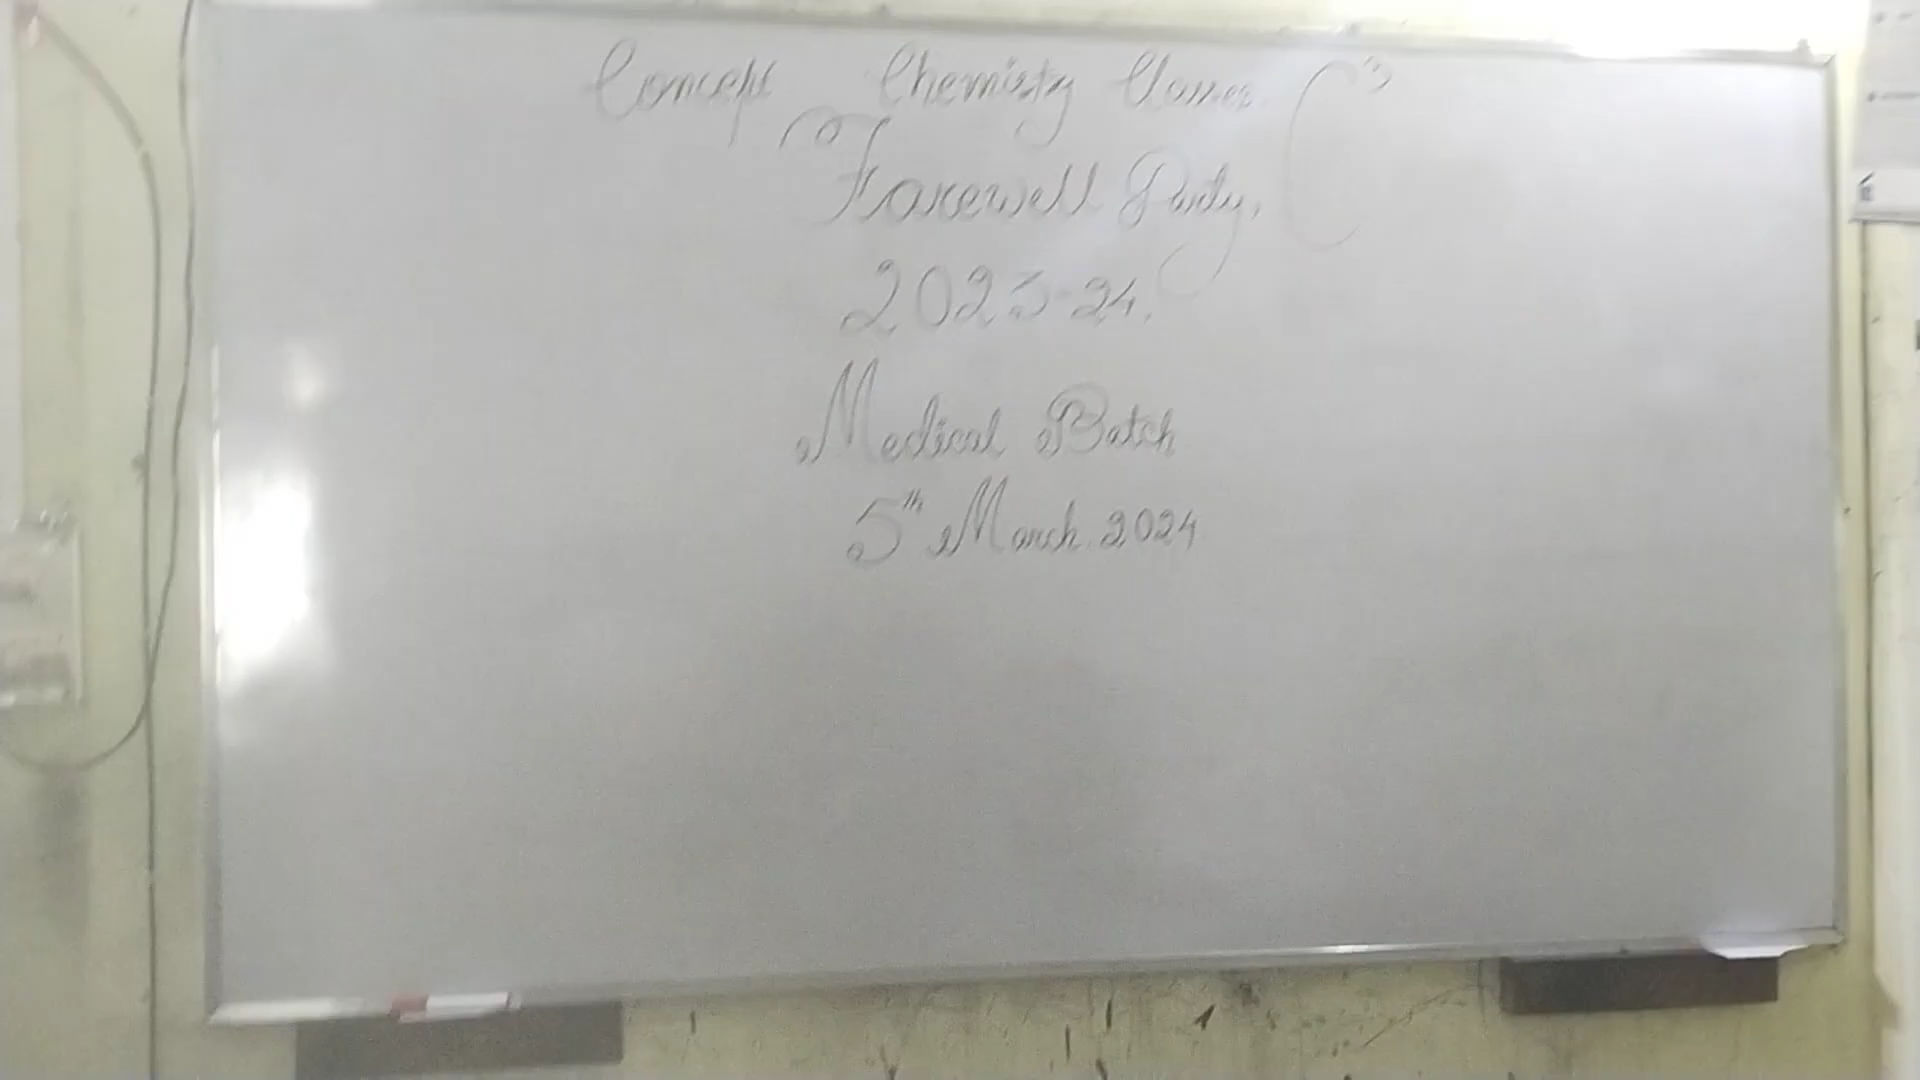 Concept Chemistry Classes C³
Farewell Party,
2023-24.
Medical Batch
5th March 2024